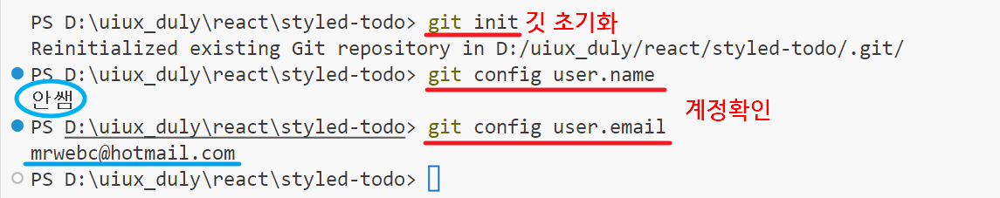 PS D:\uiux_duly\react\styled-todo> git init 깃 초기화
Reinitialized existing Git repository in D:/uiux_duly/react/styled-todo/.git/
PS D:\uiux_duly\react\styled-todo> git config user.name
안쌤
계정확인
PS D:\uiux_duly\react\styled-todo> git config user.email
mrwebc@hotmail.com
PS D:\uiux_duly\react\styled-todo>